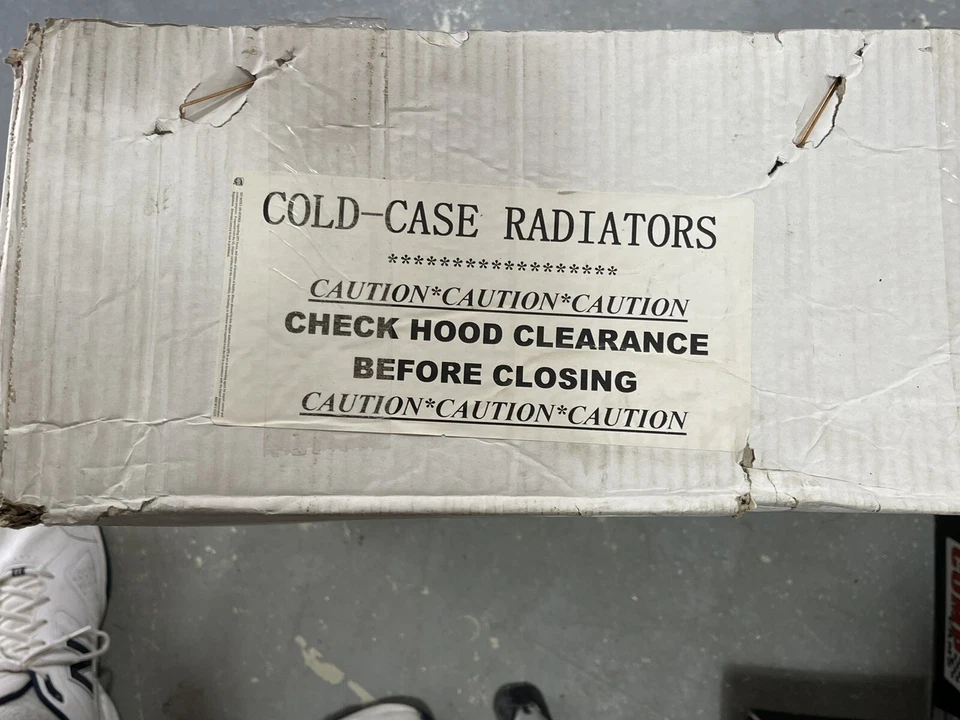 COLD-CASE RADIATORS
******************
CAUTION*CAUTION*CAUTION
CHECK HOOD CLEARANCE
BEFORE CLOSING
CAUTION*CAUTION*CAUTION